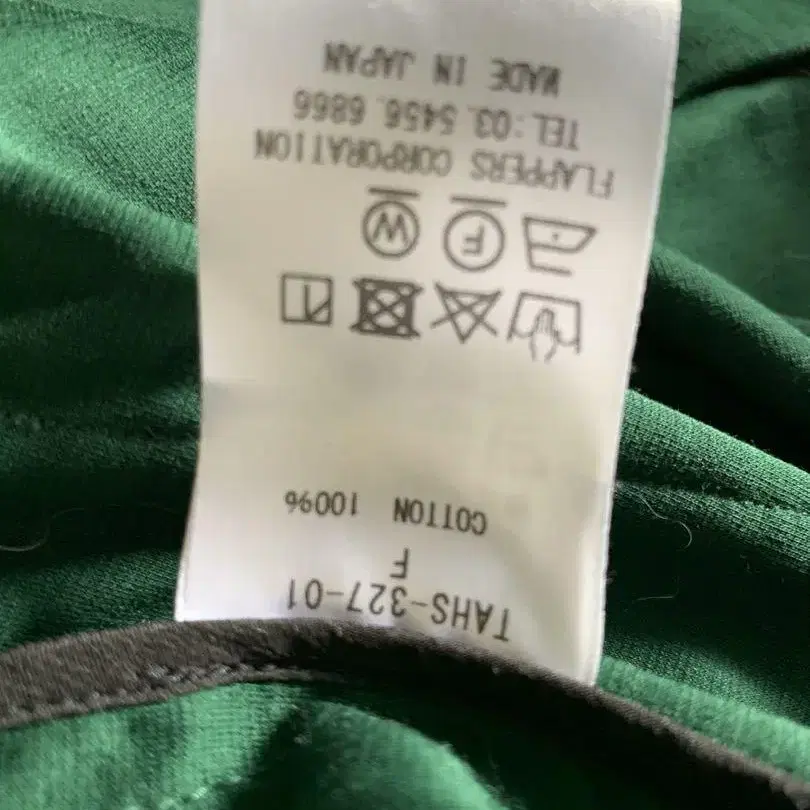 TAHS-327-01
F
COTTON 100%
F W
FLAPPERS CORPORATION
TEL:03.5456.6866
MADE IN JAPAN